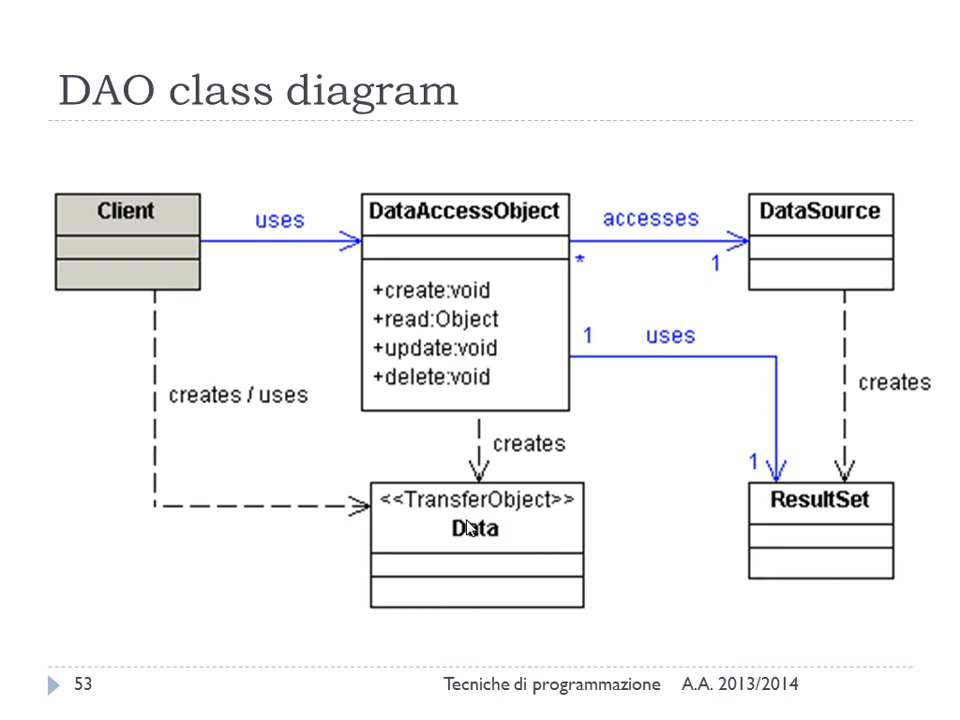 DAO class diagram
Client
uses
DataAccessObject
accesses
DataSource
*
1
+create:void
+read:Object
+update:void
+delete:void
1
uses
creates / uses
creates
creates
1
<<TransferObject>>
Data
ResultSet
53
Tecniche di programmazione
A.A. 2013/2014